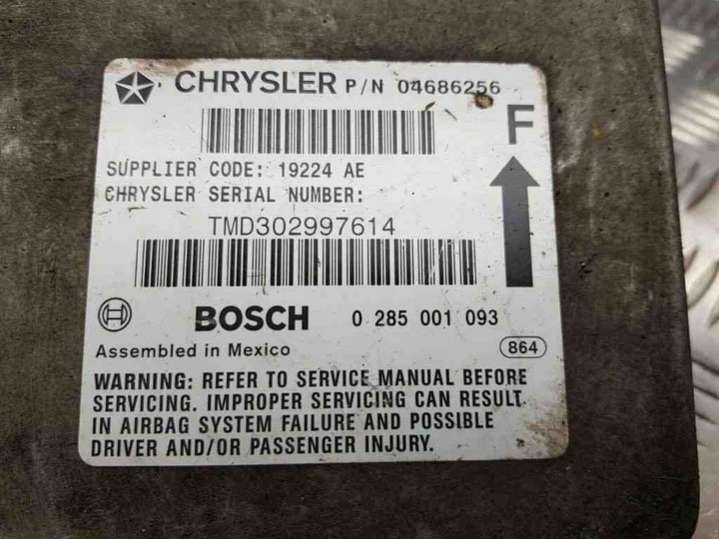 CHRYSLER P/N 04686256
F
SUPPLIER CODE: 19224 AE
CHRYSLER SERIAL NUMBER:
TMD302997614
BOSCH 0 285 001 093
Assembled in Mexico 864
WARNING: REFER TO SERVICE MANUAL BEFORE
SERVICING. IMPROPER SERVICING CAN RESULT
IN AIRBAG SYSTEM FAILURE AND POSSIBLE
DRIVER AND/OR PASSENGER INJURY.